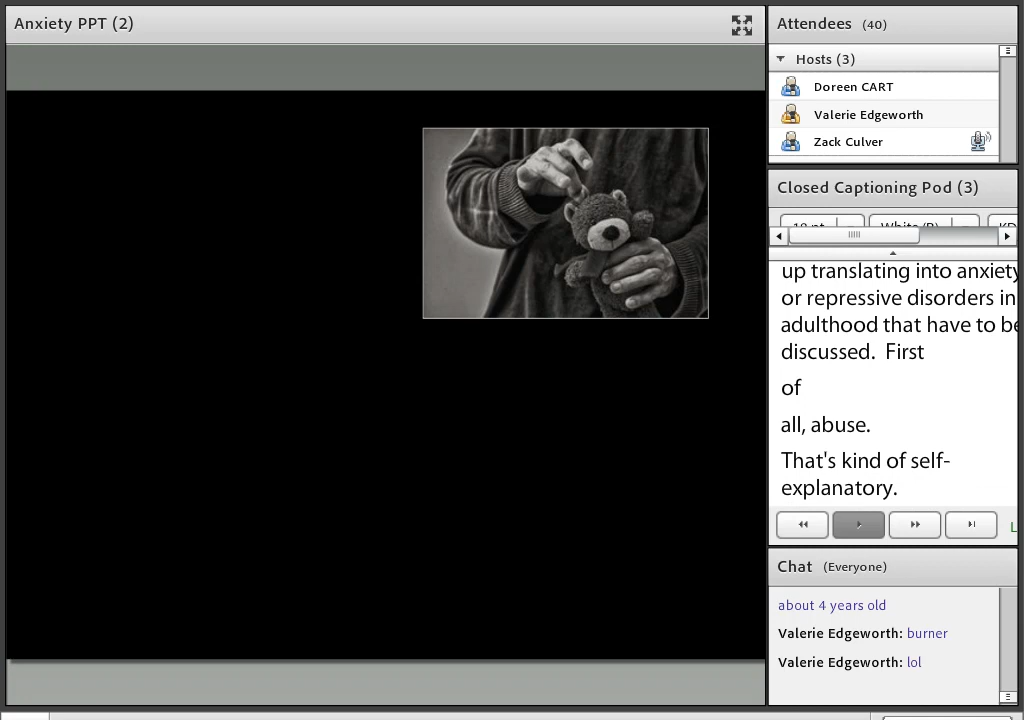 Anxiety PPT (2)
Attendees (40)
Hosts (3)
Doreen CART
Valerie Edgeworth
Zack Culver
Closed Captioning Pod (3)
up translating into anxiety
or repressive disorders in
adulthood that have to be
discussed. First
of
all, abuse.
That's kind of self-
explanatory.
Chat (Everyone)
about 4 years old
Valerie Edgeworth: burner
Valerie Edgeworth: lol